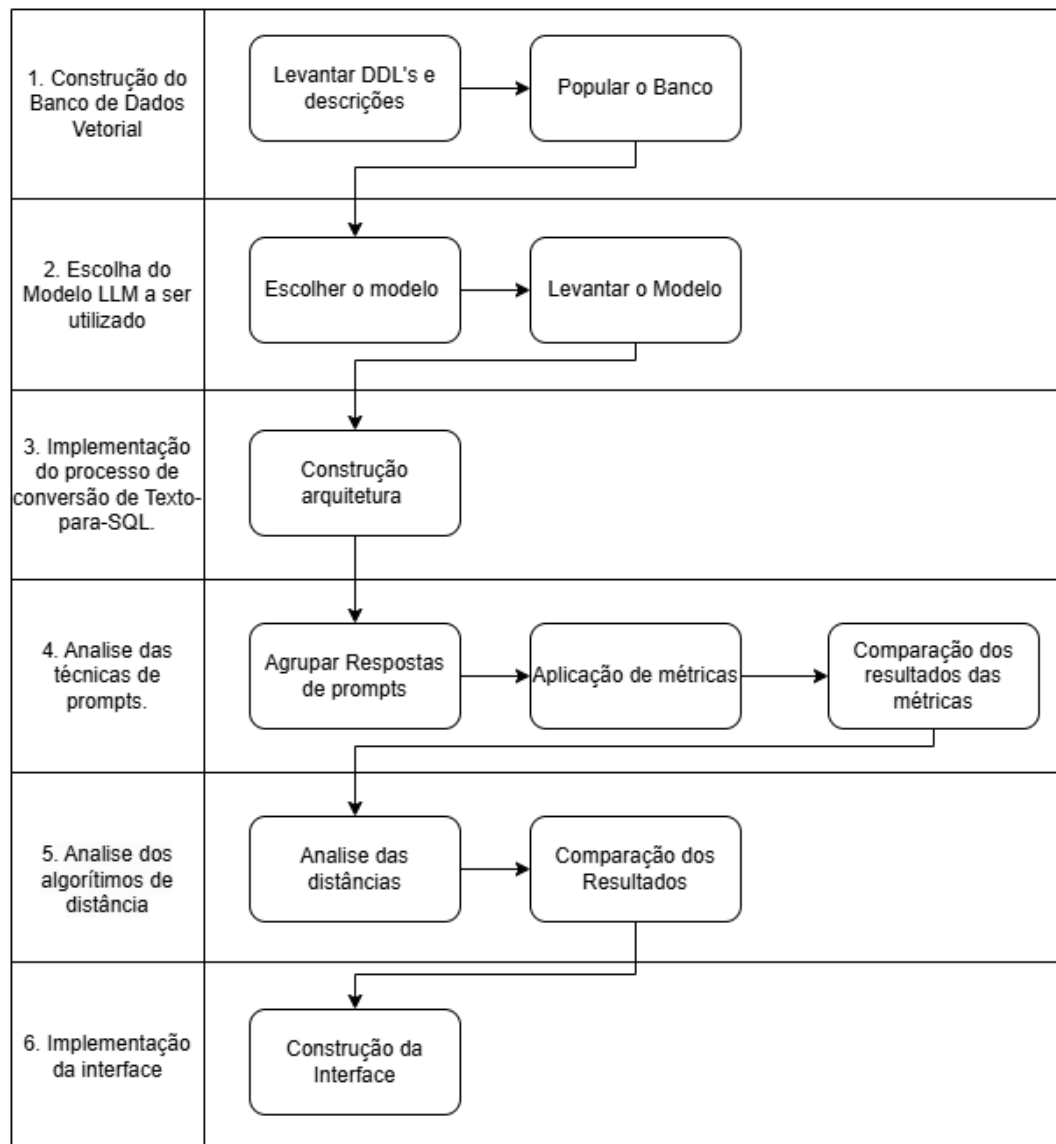 1. Construção do
Banco de Dados
Vetorial
Levantar DDL's e
descrições
Popular o Banco
2. Escolha do
Modelo LLM a ser
utilizado
Escolher o modelo
Levantar o Modelo
3. Implementação
do processo de
conversão de Texto-
para-SQL.
Construção
arquitetura
4. Analise das
técnicas de
prompts.
Agrupar Respostas
de prompts
Aplicação de métricas
Comparação dos
resultados das
métricas
5. Analise dos
algorítimos de
distância
Analise das
distâncias
Comparação dos
Resultados
6. Implementação
da interface
Construção da
Interface